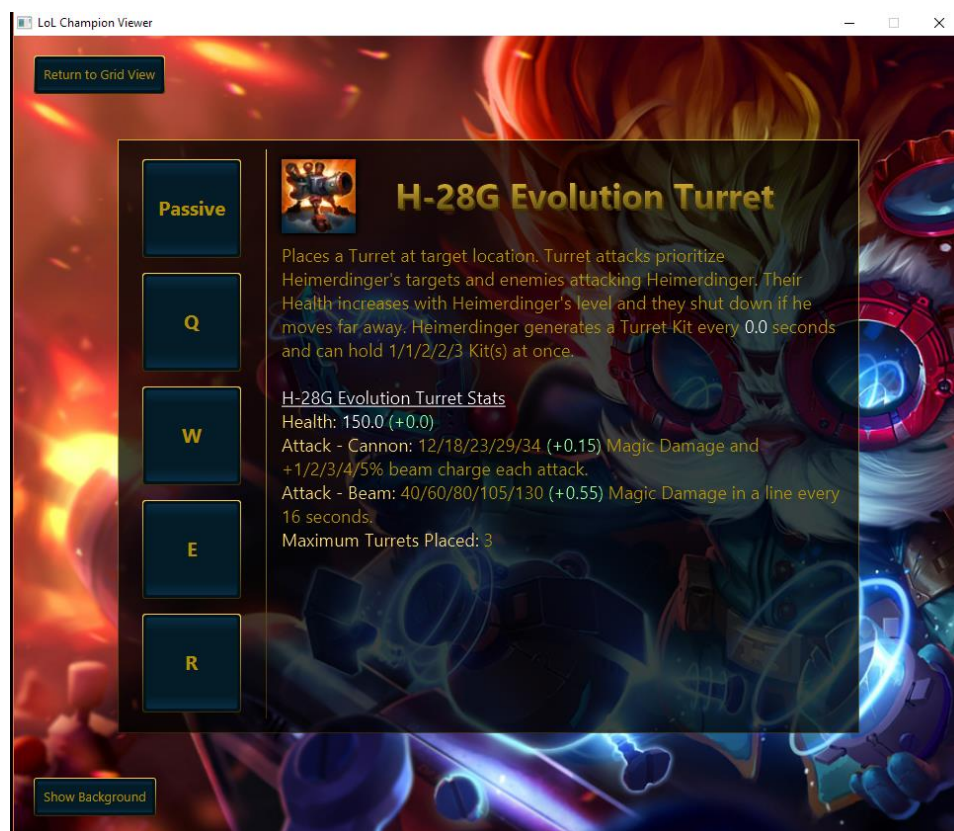 LoL Champion Viewer
Return to Grid View
Passive
Q
W
E
R
H-28G Evolution Turret
Places a Turret at target location. Turret attacks prioritize
Heimerdinger's targets and enemies attacking Heimerdinger. Their
Health increases with Heimerdinger's level and they shut down if he
moves far away. Heimerdinger generates a Turret Kit every 0.0 seconds
and can hold 1/1/2/2/3 Kit(s) at once.
H-28G Evolution Turret Stats
Health: 150.0 (+0.0)
Attack - Cannon: 12/18/23/29/34 (+0.15) Magic Damage and
+1/2/3/4/5% beam charge each attack.
Attack - Beam: 40/60/80/105/130 (+0.55) Magic Damage in a line every
16 seconds.
Maximum Turrets Placed: 3
Show Background